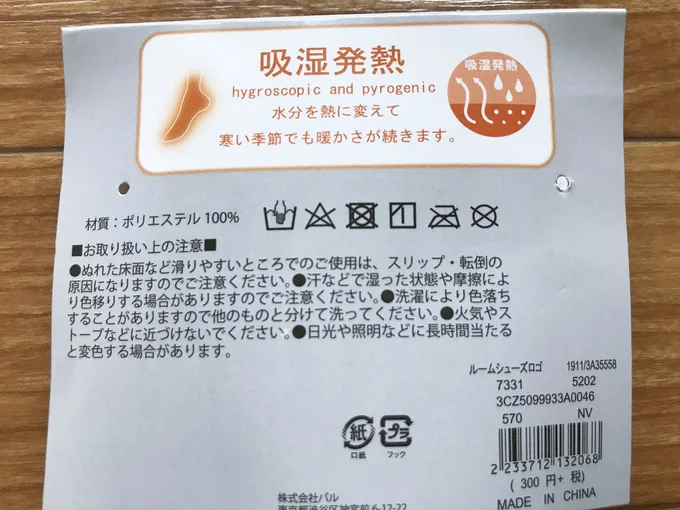 吸湿発熱
hygroscopic and pyrogenic
水分を熱に変えて
寒い季節でも暖かさが続きます。
吸湿発熱
材質：ポリエステル 100%
■お取り扱い上の注意■
●ぬれた床面など滑りやすいところでのご使用は、スリップ・転倒の
原因になりますのでご注意ください。●汗などで湿った状態や摩擦によ
り色移りする場合がありますのでご注意ください。●洗濯により色落ち
することがありますので他のものと分けて洗ってください。●火気やス
トーブなどに近づけないでください。●日光や照明などに長時間当たる
と変色する場合があります。
ルームシューズロゴ 1911/3A35558
7331 5202
3CZ5099933A0046
570 NV
2 233712 132068
( 300 円+ 税)
MADE IN CHINA
紙 プラ
口紙 フック
株式会社パル
東京都渋谷区神宮前 6-12-22